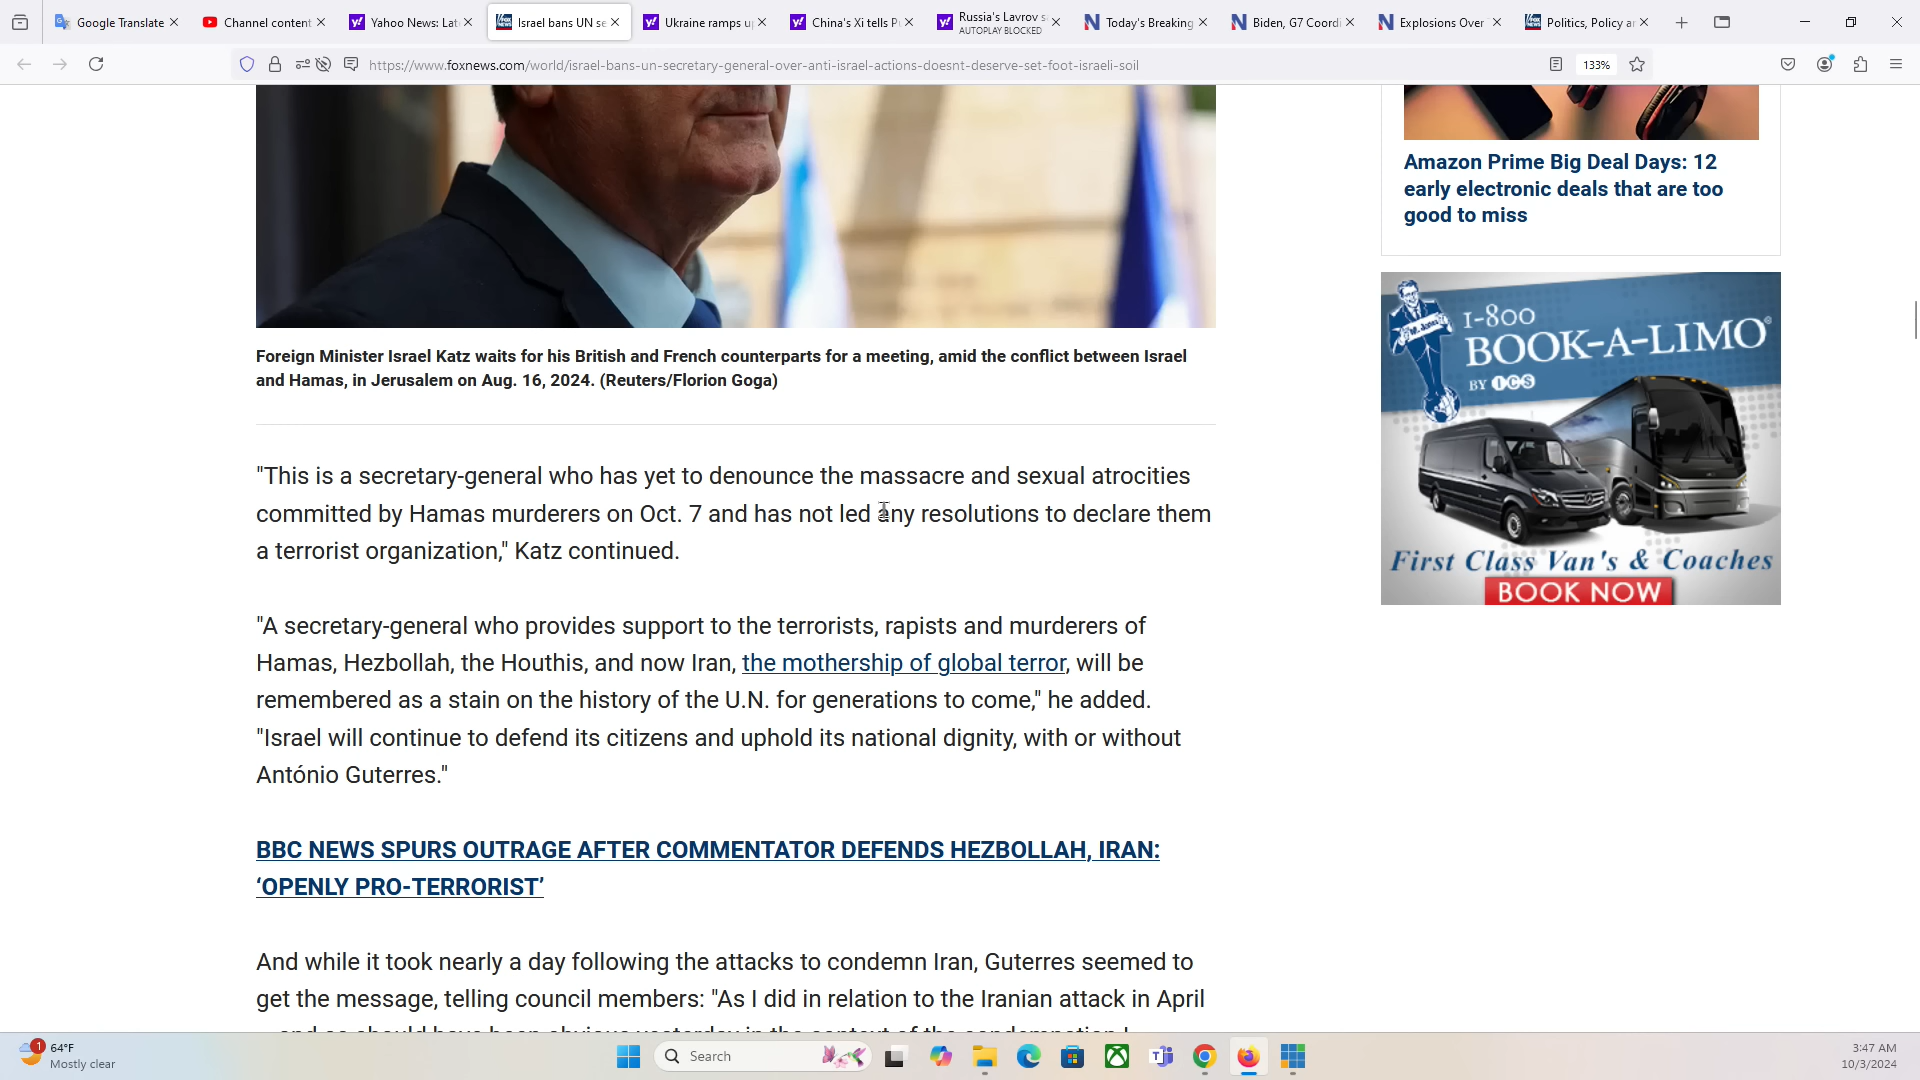 Google Translate
Channel content
Yahoo News: Lat
Israel bans UN se
Ukraine ramps u
China's Xi tells P
Russia's Lavrov s
AUTOPLAY BLOCKED
Today's Breaking
Biden, G7 Coordi
Explosions Over
Politics, Policy a
https://www.foxnews.com/world/israel-bans-un-secretary-general-over-anti-israel-actions-doesnt-deserve-set-foot-israeli-soil
133%
Foreign Minister Israel Katz waits for his British and French counterparts for a meeting, amid the conflict between Israel
and Hamas, in Jerusalem on Aug. 16, 2024. (Reuters/Florion Goga)
"This is a secretary-general who has yet to denounce the massacre and sexual atrocities
committed by Hamas murderers on Oct. 7 and has not led any resolutions to declare them
a terrorist organization," Katz continued.
"A secretary-general who provides support to the terrorists, rapists and murderers of
Hamas, Hezbollah, the Houthis, and now Iran, the mothership of global terror, will be
remembered as a stain on the history of the U.N. for generations to come," he added.
"Israel will continue to defend its citizens and uphold its national dignity, with or without
António Guterres."
BBC NEWS SPURS OUTRAGE AFTER COMMENTATOR DEFENDS HEZBOLLAH, IRAN:
‘OPENLY PRO-TERRORIST’
And while it took nearly a day following the attacks to condemn Iran, Guterres seemed to
get the message, telling council members: "As I did in relation to the Iranian attack in April
Amazon Prime Big Deal Days: 12
early electronic deals that are too
good to miss
1-800
BOOK-A-LIMO®
BY ICS
First Class Van's & Coaches
BOOK NOW
1
64°F
Mostly clear
Search
3:47 AM
10/3/2024